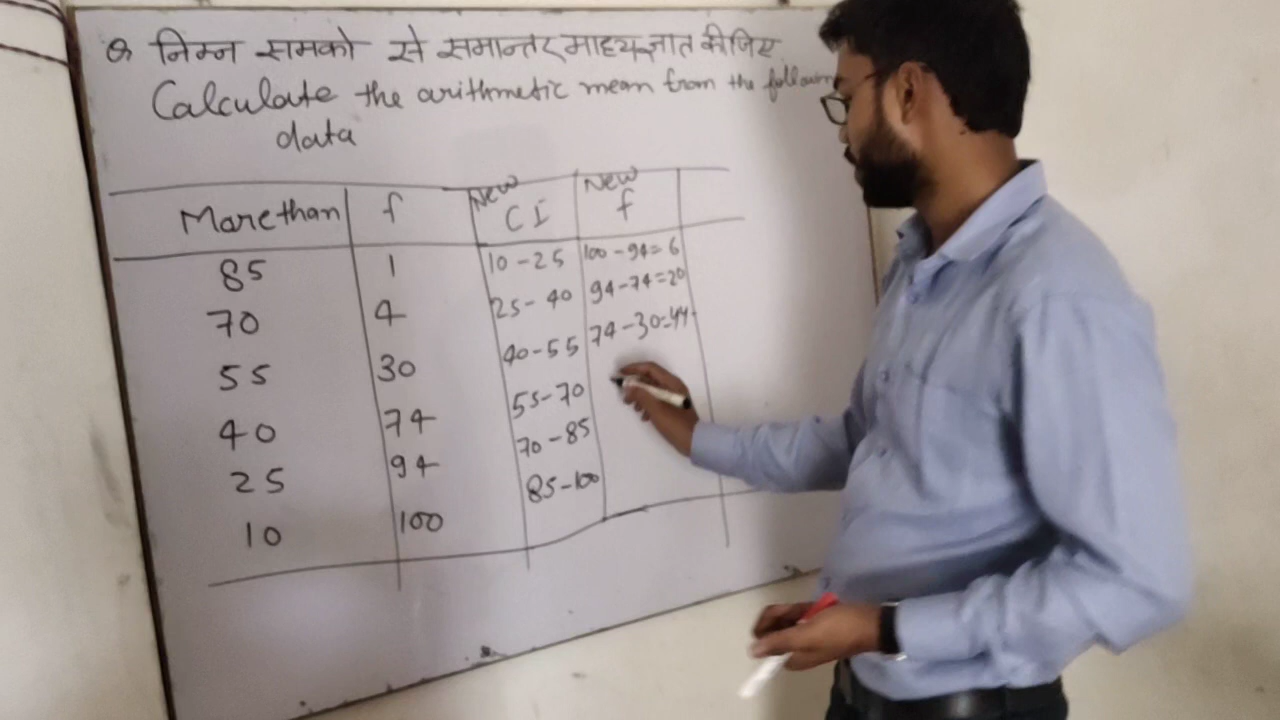 Q निम्न समको से समान्तर माध्य ज्ञात कीजिए
Calculate the arithmetic mean from the following
data
More than f New C I New f
85 1 10-25 100-94=6
70 4 25-40 94-74=20
55 30 40-55 74-30=44
40 74 55-70
25 94 70-85
10 100 85-100